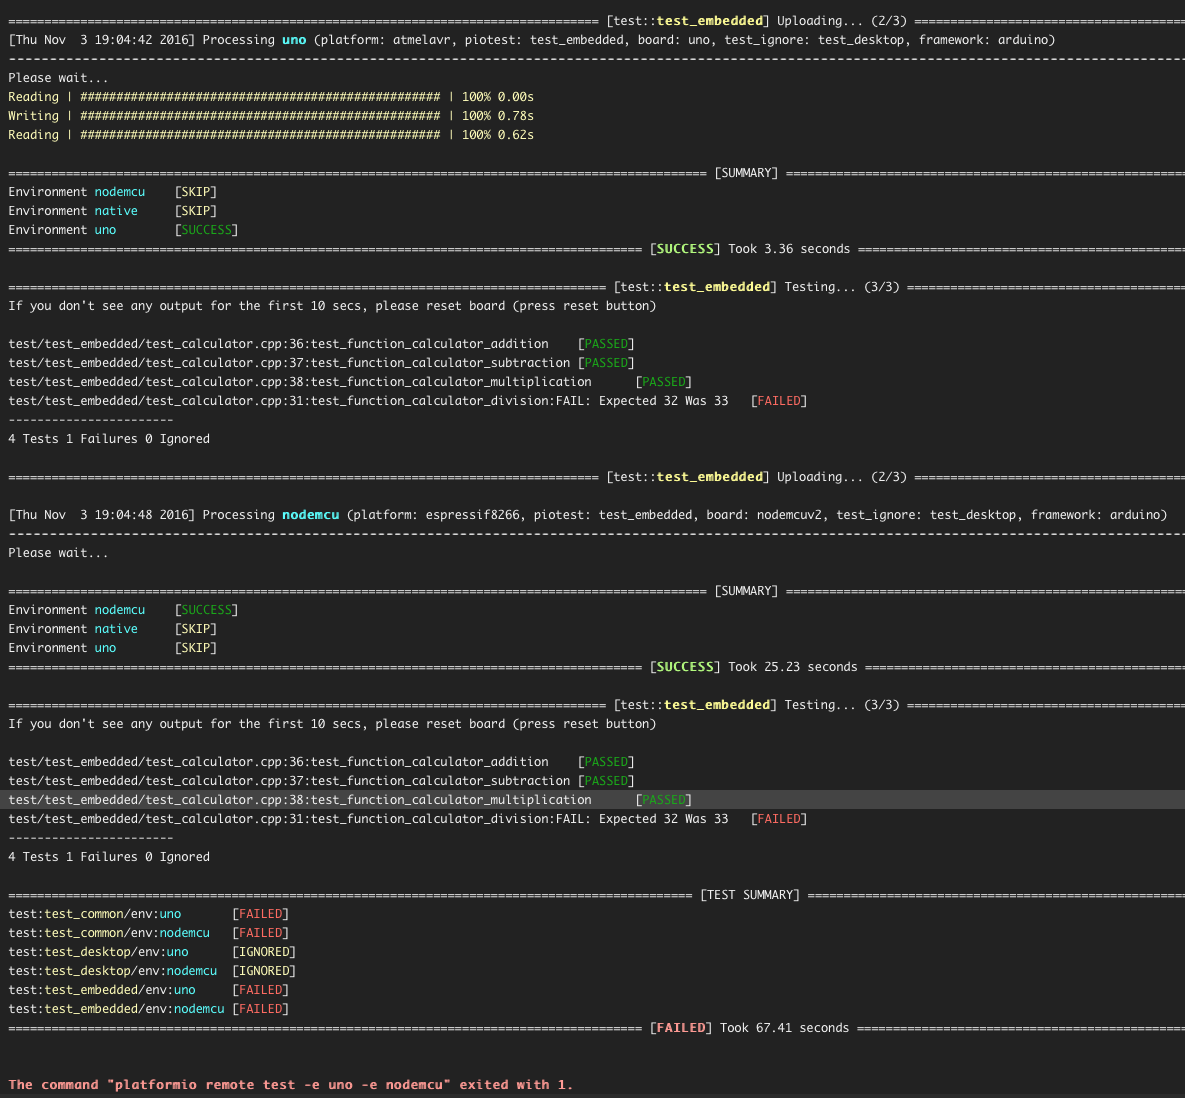 ================================================================================== [test::test_embedded] Uploading... (2/3) ======================================
[Thu Nov  3 19:04:42 2016] Processing uno (platform: atmelavr, piotest: test_embedded, board: uno, test_ignore: test_desktop, framework: arduino)
--------------------------------------------------------------------------------------------------------------------------------------------------------------------
Please wait...
Reading | ################################################## | 100% 0.00s
Writing | ################################################## | 100% 0.78s
Reading | ################################################## | 100% 0.62s
================================================================================================= [SUMMARY] ========================================================
Environment nodemcu    [SKIP]
Environment native     [SKIP]
Environment uno        [SUCCESS]
======================================================================================== [SUCCESS] Took 3.36 seconds ==============================================
=================================================================================== [test::test_embedded] Testing... (3/3) =======================================
If you don't see any output for the first 10 secs, please reset board (press reset button)
test/test_embedded/test_calculator.cpp:36:test_function_calculator_addition    [PASSED]
test/test_embedded/test_calculator.cpp:37:test_function_calculator_subtraction [PASSED]
test/test_embedded/test_calculator.cpp:38:test_function_calculator_multiplication      [PASSED]
test/test_embedded/test_calculator.cpp:31:test_function_calculator_division:FAIL: Expected 32 Was 33   [FAILED]
-----------------------
4 Tests 1 Failures 0 Ignored
================================================================================== [test::test_embedded] Uploading... (2/3) ======================================
[Thu Nov  3 19:04:48 2016] Processing nodemcu (platform: espressif8266, piotest: test_embedded, board: nodemcuv2, test_ignore: test_desktop, framework: arduino)
--------------------------------------------------------------------------------------------------------------------------------------------------------------------
Please wait...
================================================================================================= [SUMMARY] ========================================================
Environment nodemcu    [SUCCESS]
Environment native     [SKIP]
Environment uno        [SKIP]
======================================================================================== [SUCCESS] Took 25.23 seconds =============================================
=================================================================================== [test::test_embedded] Testing... (3/3) =======================================
If you don't see any output for the first 10 secs, please reset board (press reset button)
test/test_embedded/test_calculator.cpp:36:test_function_calculator_addition    [PASSED]
test/test_embedded/test_calculator.cpp:37:test_function_calculator_subtraction [PASSED]
test/test_embedded/test_calculator.cpp:38:test_function_calculator_multiplication      [PASSED]
test/test_embedded/test_calculator.cpp:31:test_function_calculator_division:FAIL: Expected 32 Was 33   [FAILED]
-----------------------
4 Tests 1 Failures 0 Ignored
=============================================================================================== [TEST SUMMARY] =====================================================
test:test_common/env:uno       [FAILED]
test:test_common/env:nodemcu   [FAILED]
test:test_desktop/env:uno      [IGNORED]
test:test_desktop/env:nodemcu  [IGNORED]
test:test_embedded/env:uno     [FAILED]
test:test_embedded/env:nodemcu [FAILED]
======================================================================================== [FAILED] Took 67.41 seconds ==============================================
The command "platformio remote test -e uno -e nodemcu" exited with 1.